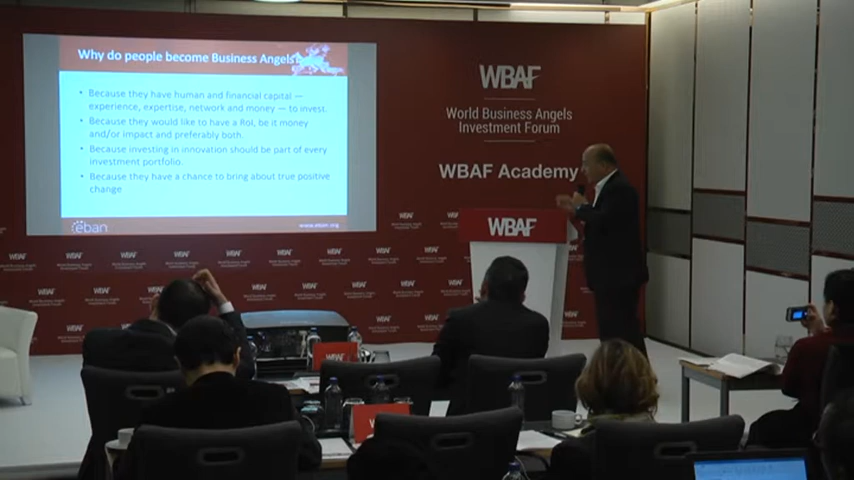 Why do people become Business Angels
• Because they have human and financial capital —
experience, expertise, network and money — to invest.
• Because they would like to have a RoI, be it money
and/or impact and preferably both.
• Because investing in innovation should be part of every
investment portfolio.
• Because they have a chance to bring about true positive
change
eban
www.eban.org
WBAF
World Business Angels
Investment Forum
WBAF Academy
WBAF